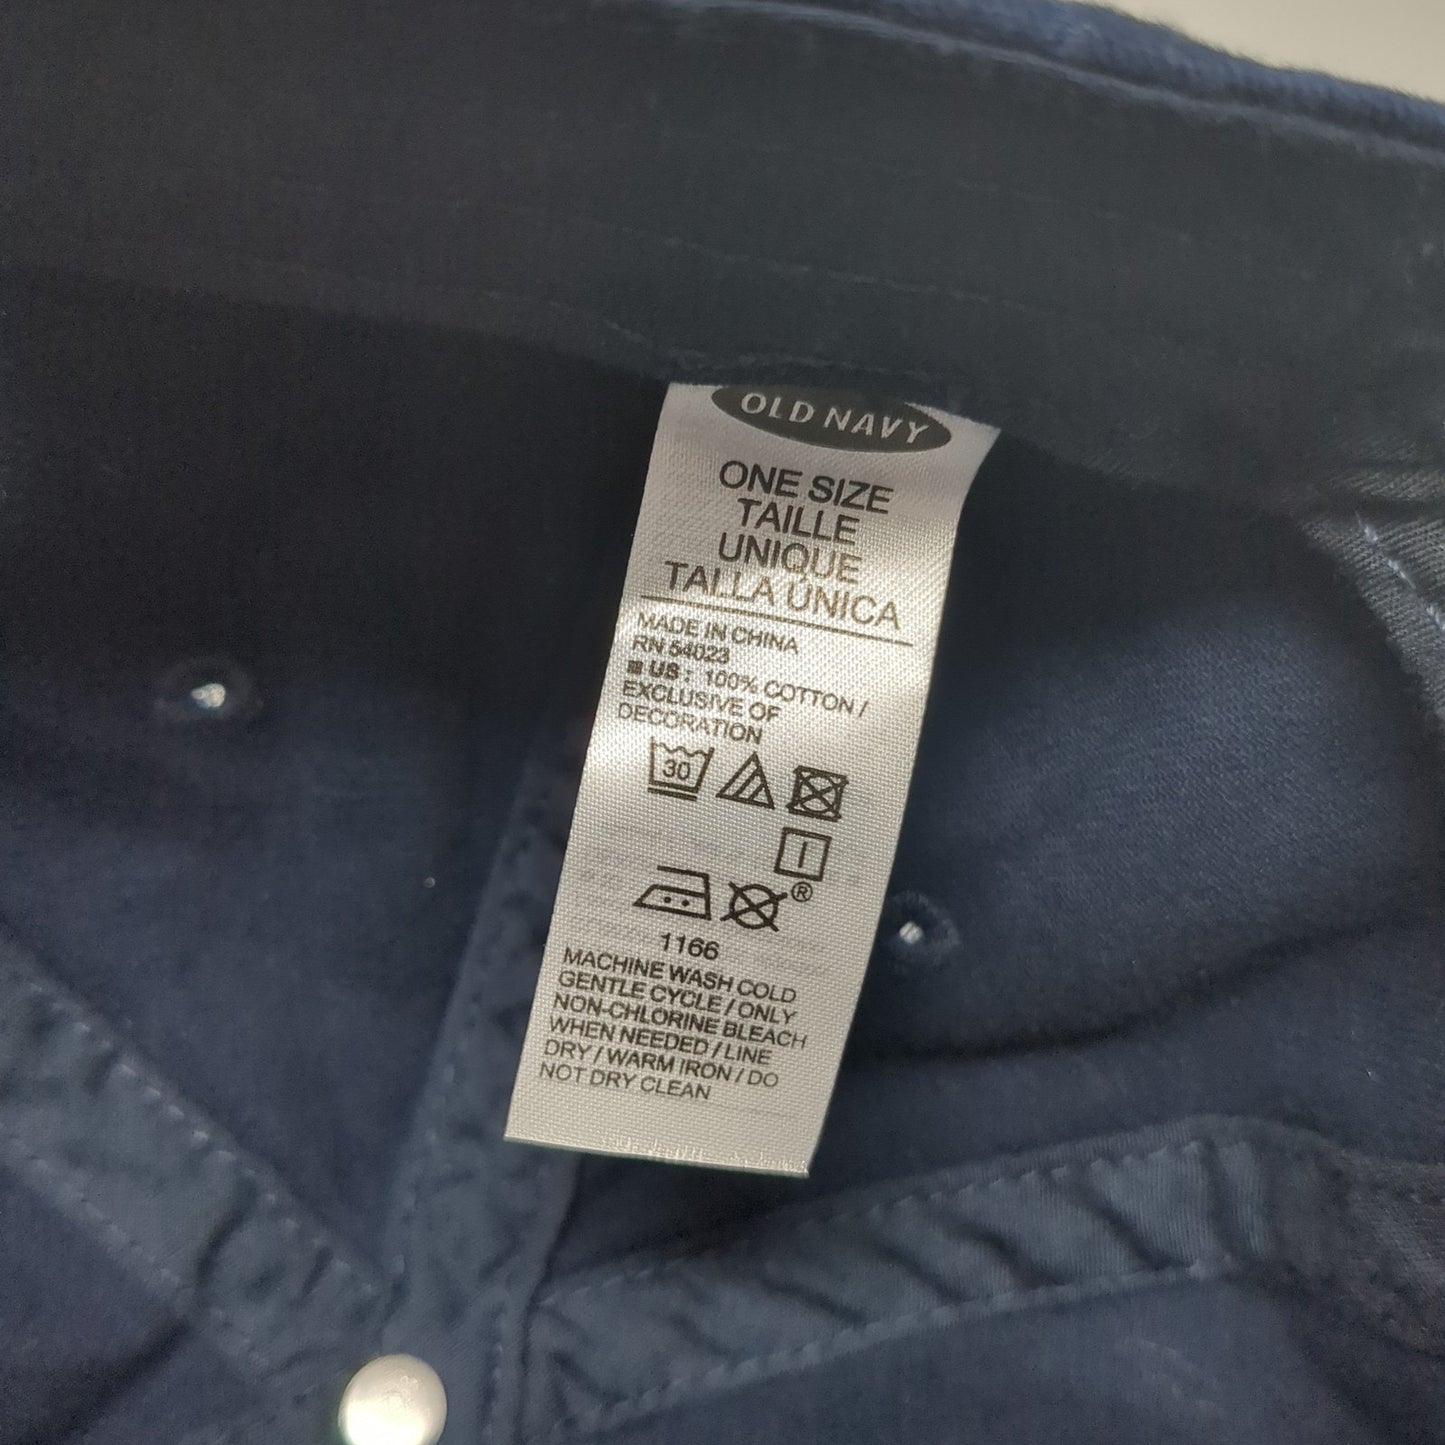 OLD NAVY
ONE SIZE
TAILLE
UNIQUE
TALLA ÚNICA
MADE IN CHINA
RN 54023
US : 100% COTTON /
EXCLUSIVE OF
DECORATION
30
®
1166
MACHINE WASH COLD
GENTLE CYCLE / ONLY
NON-CHLORINE BLEACH
WHEN NEEDED / LINE
DRY / WARM IRON / DO
NOT DRY CLEAN